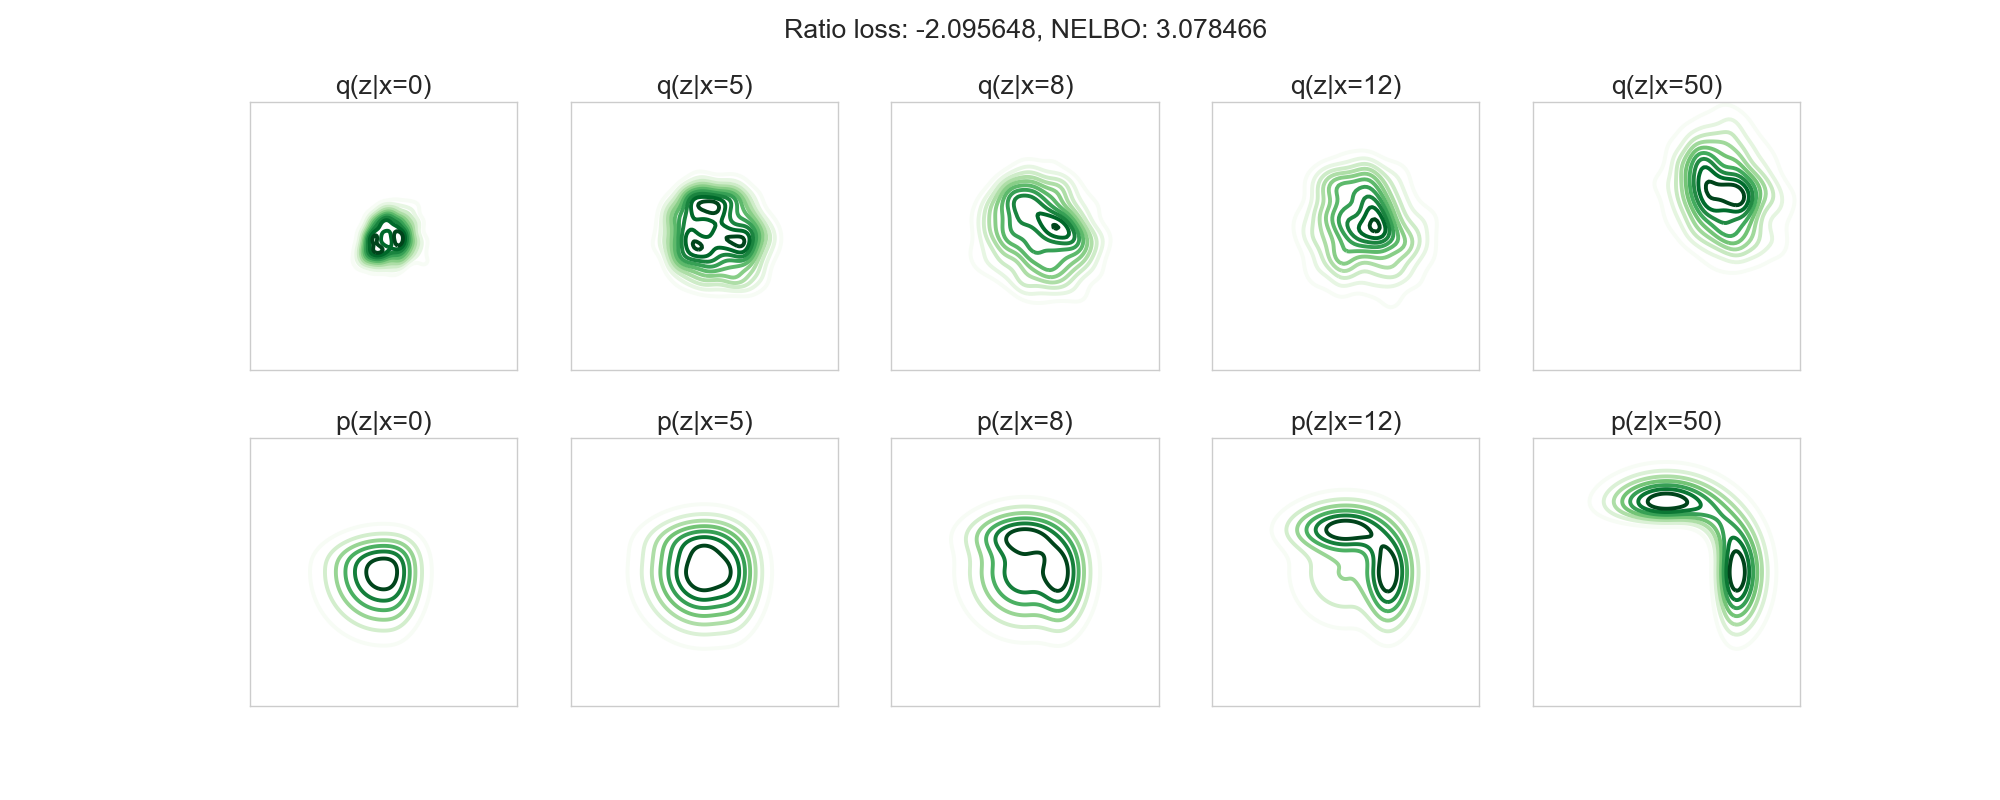 Ratio loss: -2.095648, NELBO: 3.078466
q(z|x=0) q(z|x=5) q(z|x=8) q(z|x=12) q(z|x=50)
p(z|x=0) p(z|x=5) p(z|x=8) p(z|x=12) p(z|x=50)